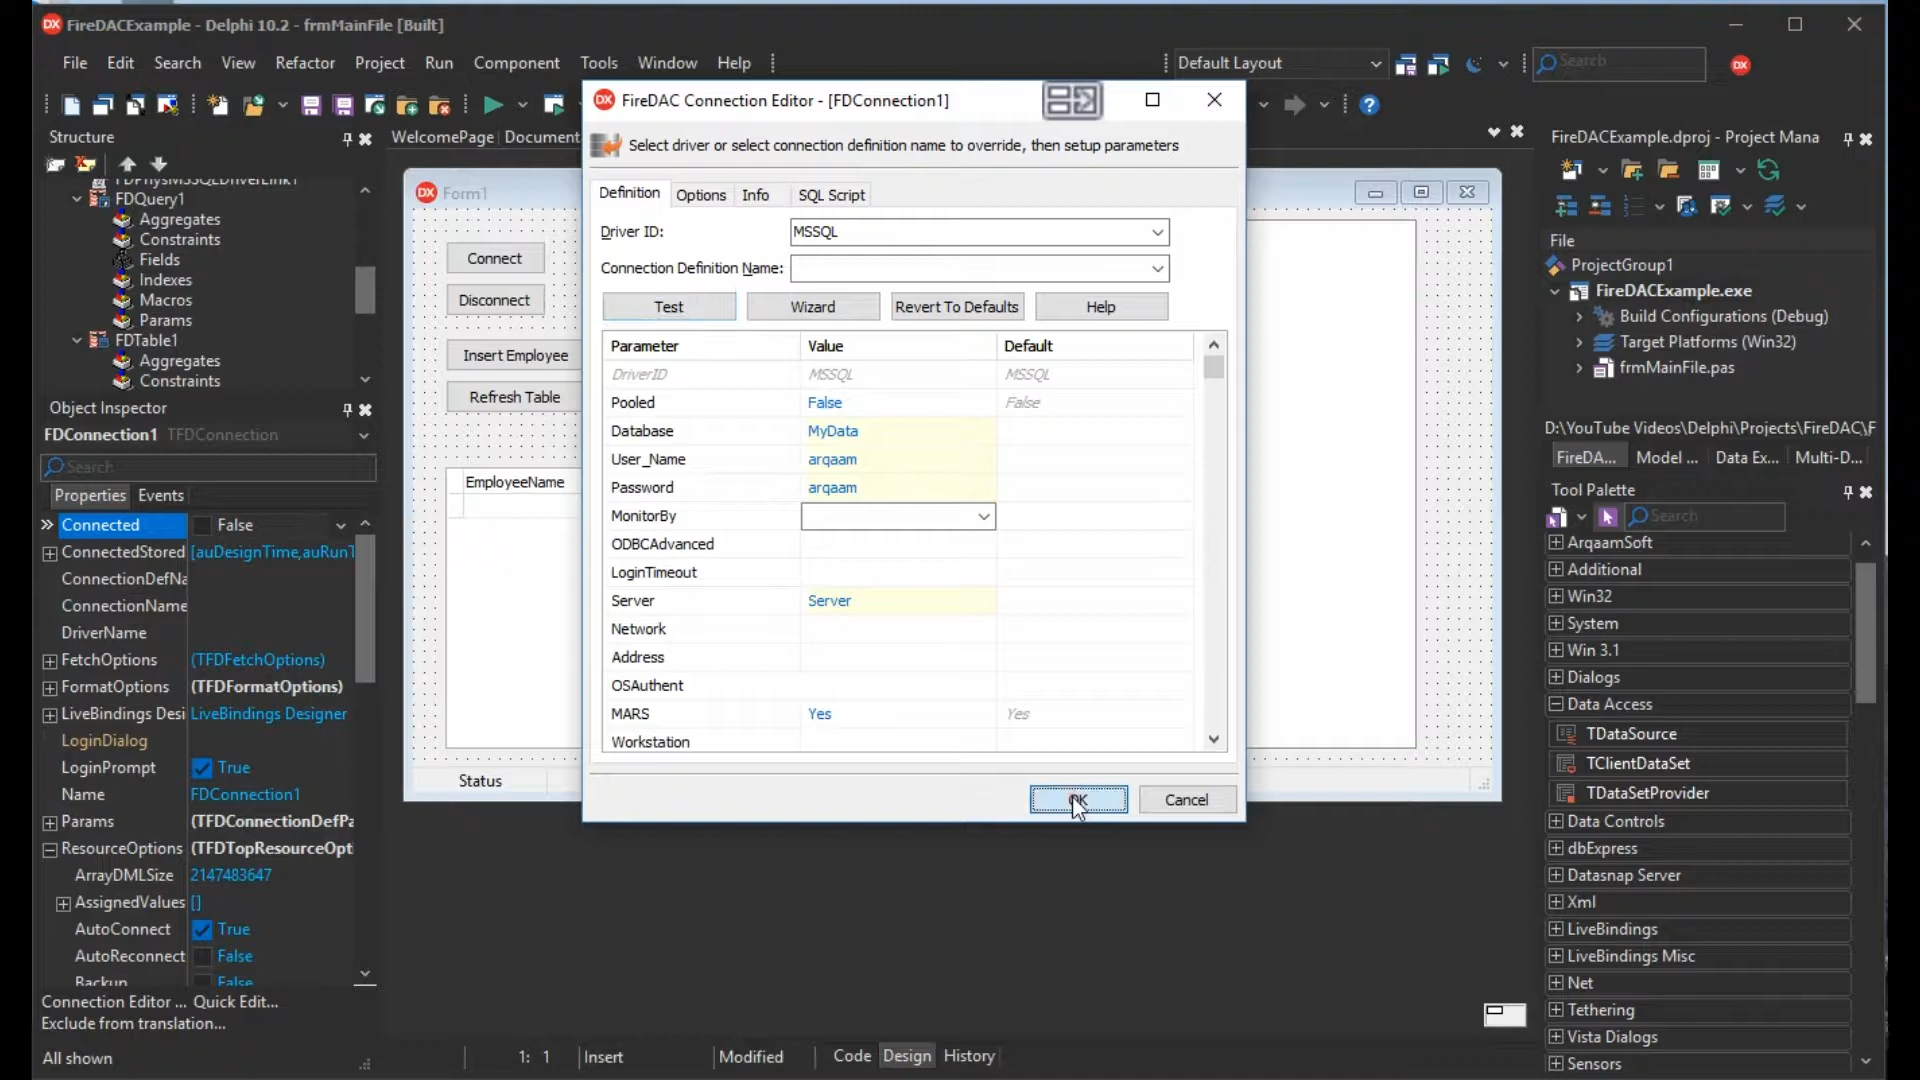 FireDACExample - Delphi 10.2 - frmMainFile [Built]
File Edit Search View Refactor Project Run Component Tools Window Help
Default Layout
Search
Structure
WelcomePage
Document
FDPhysMSSQLDriverLink1
FDQuery1
Aggregates
Constraints
Fields
Indexes
Macros
Params
FDTable1
Aggregates
Constraints
Object Inspector
FDConnection1 TFDConnection
Search
Properties Events
Connected False
ConnectedStored [auDesignTime,auRunT
ConnectionDefNa
ConnectionName
DriverName
FetchOptions (TFDFetchOptions)
FormatOptions (TFDFormatOptions)
LiveBindings Desi LiveBindings Designer
LoginDialog
LoginPrompt True
Name FDConnection1
Params (TFDConnectionDefPa
ResourceOptions (TFDTopResourceOpti
ArrayDMLSize 2147483647
AssignedValues []
AutoConnect True
AutoReconnect False
Backup False
Connection Editor ... Quick Edit...
Exclude from translation...
All shown
Form1
Connect
Disconnect
Insert Employee
Refresh Table
EmployeeName
Status
FireDAC Connection Editor - [FDConnection1]
Select driver or select connection definition name to override, then setup parameters
Definition Options Info SQL Script
Driver ID: MSSQL
Connection Definition Name:
Test Wizard Revert To Defaults Help
Parameter Value Default
DriverID MSSQL MSSQL
Pooled False False
Database MyData
User_Name arqaam
Password arqaam
MonitorBy
ODBCAdvanced
LoginTimeout
Server Server
Network
Address
OSAuthent
MARS Yes Yes
Workstation
OK Cancel
1: 1 Insert Modified Code Design History
FireDACExample.dproj - Project Mana
File
ProjectGroup1
FireDACExample.exe
Build Configurations (Debug)
Target Platforms (Win32)
frmMainFile.pas
D:\YouTube Videos\Delphi\Projects\FireDAC\F
FireDA... Model ... Data Ex... Multi-D...
Tool Palette
Search
ArqaamSoft
Additional
Win32
System
Win 3.1
Dialogs
Data Access
TDataSource
TClientDataSet
TDataSetProvider
Data Controls
dbExpress
Datasnap Server
Xml
LiveBindings
LiveBindings Misc
Net
Tethering
Vista Dialogs
Sensors